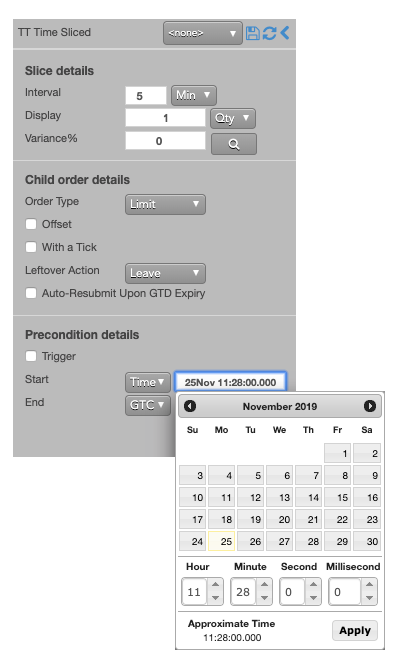 TT Time Sliced <none>
Slice details
Interval 5 Min
Display 1 Qty
Variance% 0
Child order details
Order Type Limit
Offset
With a Tick
Leftover Action Leave
Auto-Resubmit Upon GTD Expiry
Precondition details
Trigger
Start Time 25Nov 11:28:00.000
End GTC
November 2019
Su Mo Tu We Th Fr Sa
1 2
3 4 5 6 7 8 9
10 11 12 13 14 15 16
17 18 19 20 21 22 23
24 25 26 27 28 29 30
Hour Minute Second Millisecond
11 28 0 0
Approximate Time
11:28:00.000
Apply